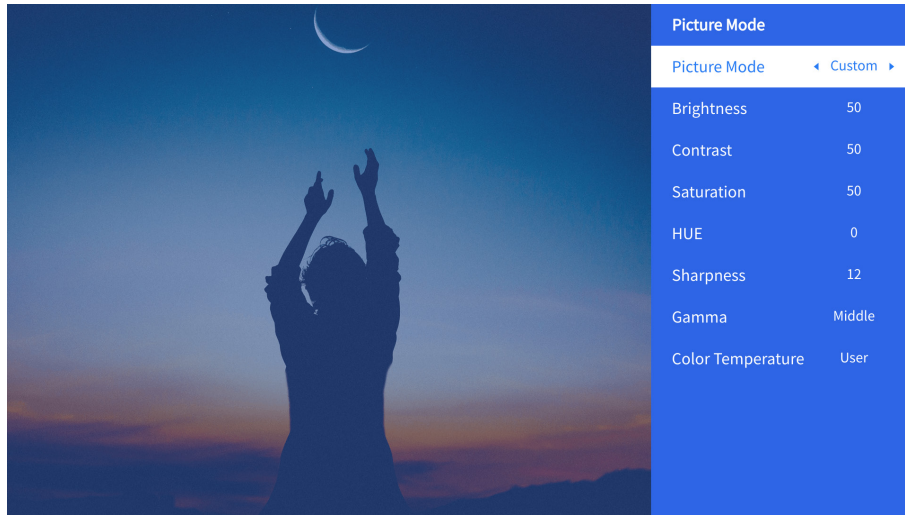 Picture Mode
Picture Mode ◂ Custom ▸
Brightness 50
Contrast 50
Saturation 50
HUE 0
Sharpness 12
Gamma Middle
Color Temperature User